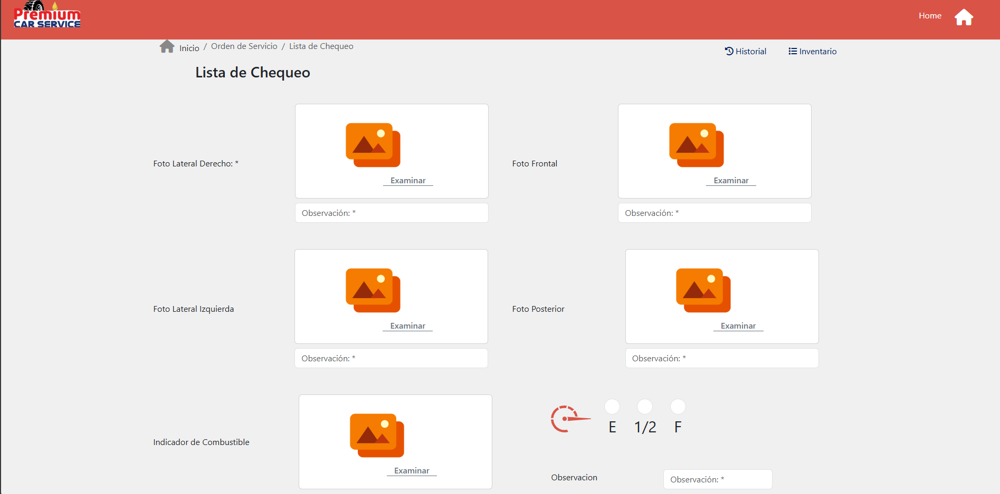 Premium
CAR SERVICE
Home
Inicio / Orden de Servicio / Lista de Chequeo
Historial
Inventario
Lista de Chequeo
Foto Lateral Derecho: *
Examinar
Observación: *
Foto Frontal
Examinar
Observación: *
Foto Lateral Izquierda
Examinar
Observación: *
Foto Posterior
Examinar
Observación: *
Indicador de Combustible
Examinar
E 1/2 F
Observacion
Observación: *